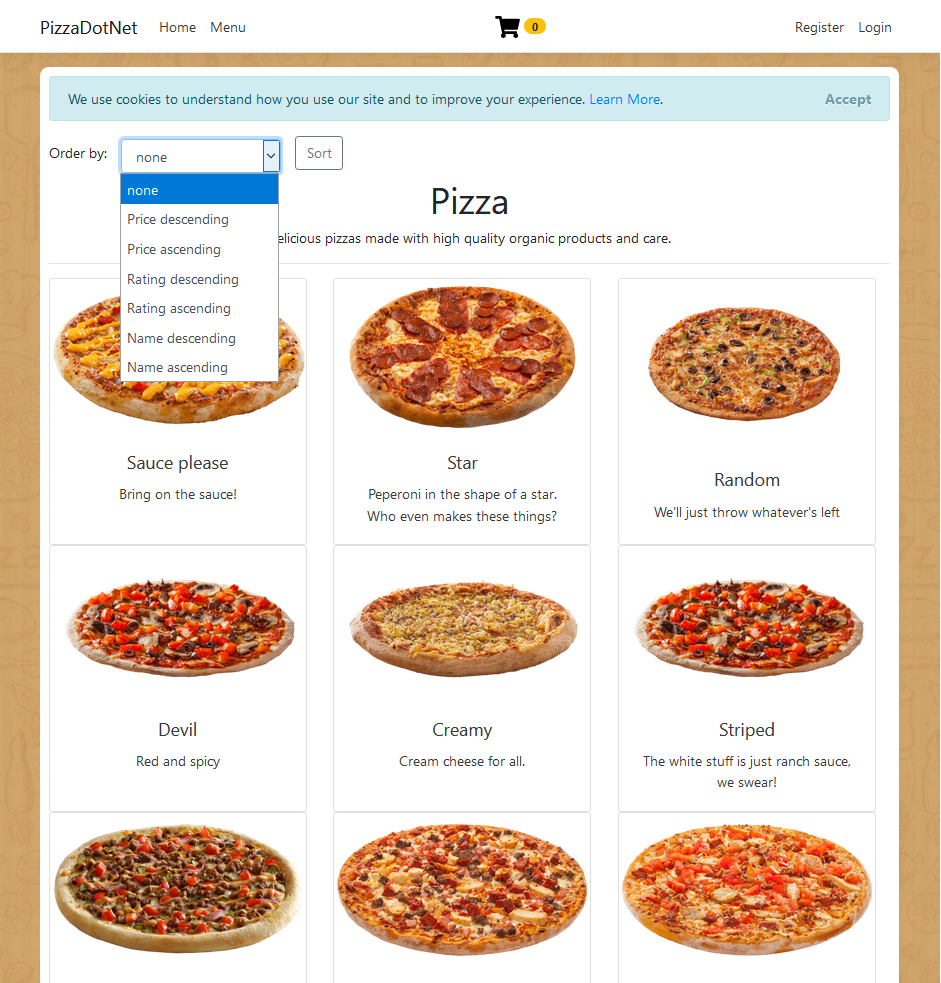 PizzaDotNet Home Menu 0 Register Login
We use cookies to understand how you use our site and to improve your experience. Learn More. Accept
Order by: none Sort
none
Price descending
Price ascending
Rating descending
Rating ascending
Name descending
Name ascending
Pizza
elicious pizzas made with high quality organic products and care.
Sauce please
Bring on the sauce!
Star
Peperoni in the shape of a star.
Who even makes these things?
Random
We'll just throw whatever's left
Devil
Red and spicy
Creamy
Cream cheese for all.
Striped
The white stuff is just ranch sauce,
we swear!